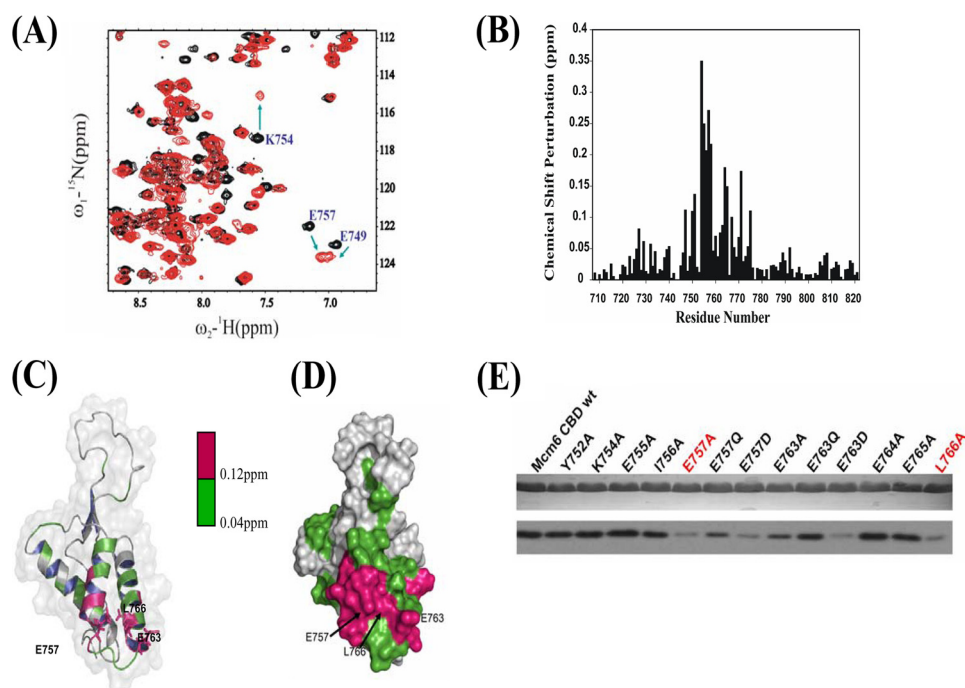 (A)
112
114
116
118
120
122
124
K754
E757
E749
8.5
8.0
7.5
7.0
ω1-15N(ppm)
ω2-1H(ppm)
(B)
Chemical Shift Perturbation (ppm)
0.4
0.35
0.3
0.25
0.2
0.15
0.1
0.05
0
710 720 730 740 750 760 770 780 790 800 810 820
Residue Number
(C)
0.12ppm
0.04ppm
L766
E763
E757
(D)
E763
E757
L766
(E)
Mcm6 CBD wt
Y752A
K754A
E755A
I756A
E757A
E757Q
E757D
E763A
E763Q
E763D
E764A
E765A
L766A